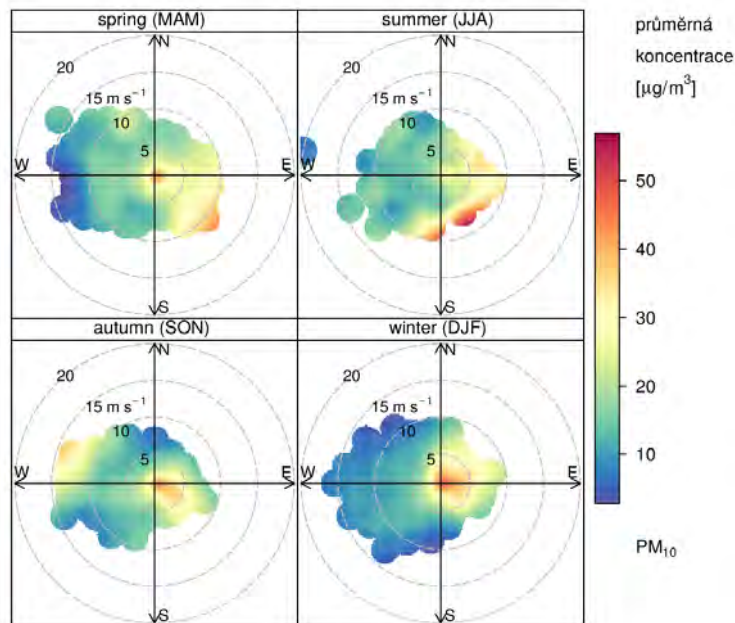 spring (MAM)
summer (JJA)
N
20
15 m s⁻¹
10
5
W
E
S
N
20
15 m s⁻¹
10
5
W
E
S
autumn (SON)
winter (DJF)
N
20
15 m s⁻¹
10
5
W
E
S
N
20
15 m s⁻¹
10
5
W
E
S
průměrná
koncentrace
[μg/m³]
50
40
30
20
10
PM₁₀